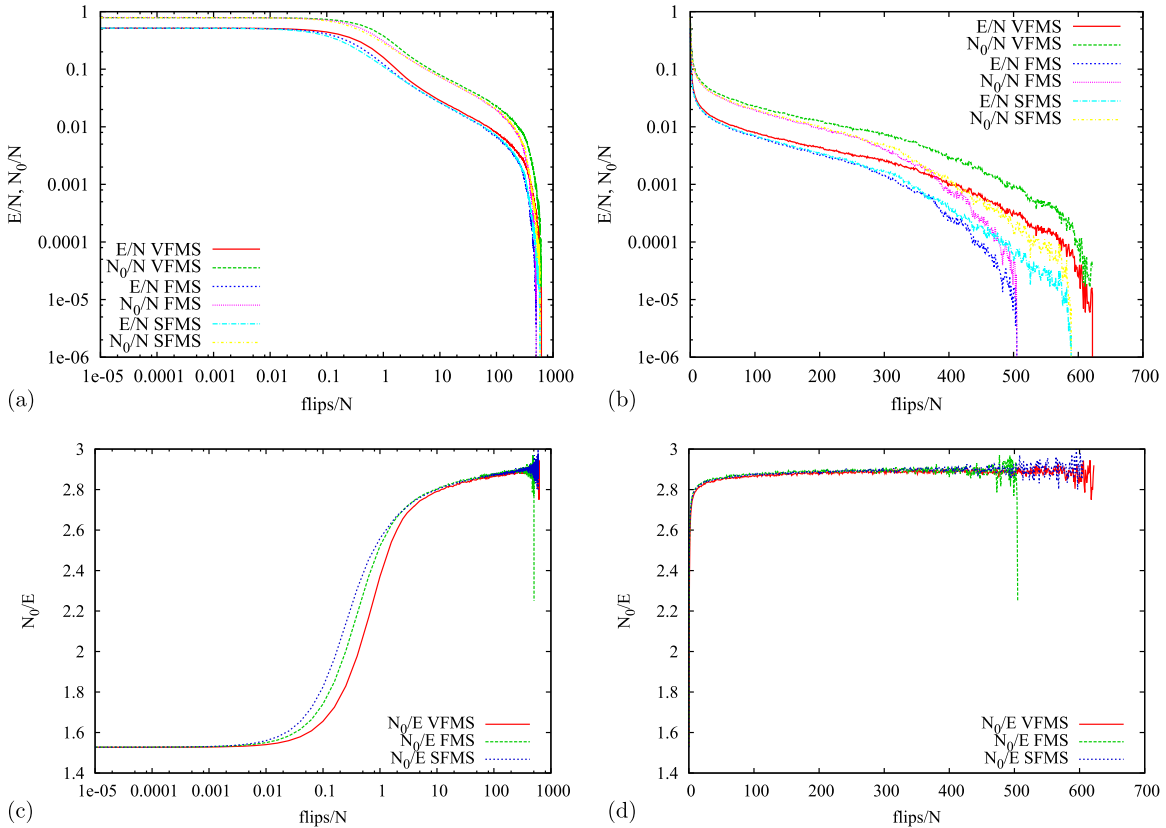 1
0.1
0.01
0.001
0.0001
1e-05
1e-06
E/N, N₀/N
E/N VFMS
N₀/N VFMS
E/N FMS
N₀/N FMS
E/N SFMS
N₀/N SFMS
1e-05 0.0001 0.001 0.01 0.1 1 10 100 1000
flips/N
(a)
1
0.1
0.01
0.001
0.0001
1e-05
1e-06
E/N, N₀/N
E/N VFMS
N₀/N VFMS
E/N FMS
N₀/N FMS
E/N SFMS
N₀/N SFMS
0 100 200 300 400 500 600 700
flips/N
(b)
3
2.8
2.6
2.4
2.2
2
1.8
1.6
1.4
N₀/E
N₀/E VFMS
N₀/E FMS
N₀/E SFMS
1e-05 0.0001 0.001 0.01 0.1 1 10 100 1000
flips/N
(c)
3
2.8
2.6
2.4
2.2
2
1.8
1.6
1.4
N₀/E
N₀/E VFMS
N₀/E FMS
N₀/E SFMS
0 100 200 300 400 500 600 700
flips/N
(d)